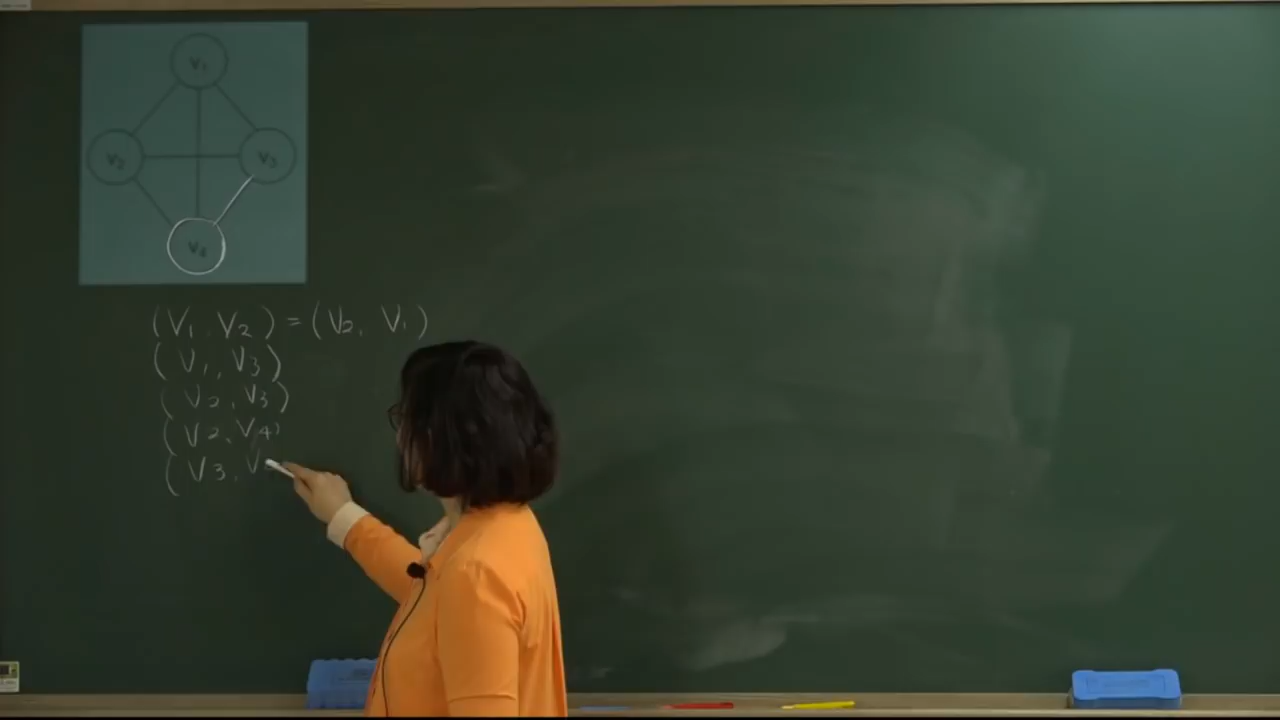 V1
V2
V3
V4
(V1, V2) = (V2, V1)
(V1, V3)
(V2, V3)
(V2, V4)
(V3, V